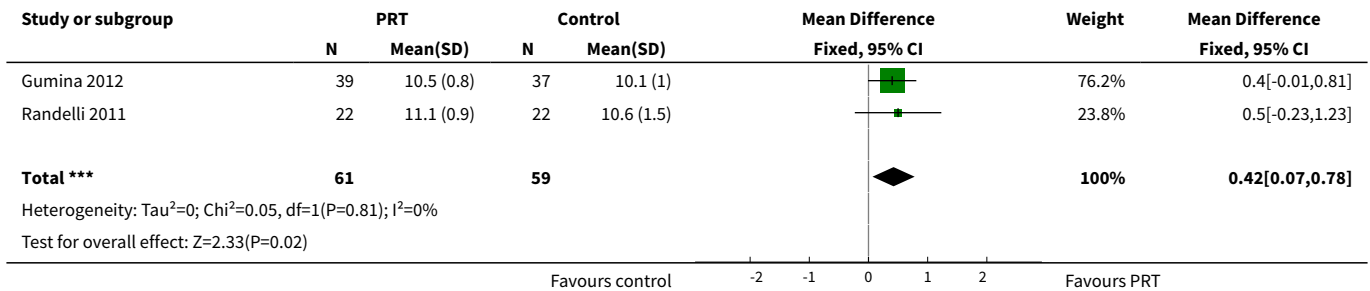 Study or subgroup PRT Control Mean Difference Weight Mean Difference
N Mean(SD) N Mean(SD) Fixed, 95% CI Fixed, 95% CI
Gumina 2012 39 10.5 (0.8) 37 10.1 (1) 76.2% 0.4[-0.01,0.81]
Randelli 2011 22 11.1 (0.9) 22 10.6 (1.5) 23.8% 0.5[-0.23,1.23]
Total *** 61 59 100% 0.42[0.07,0.78]
Heterogeneity: Tau²=0; Chi²=0.05, df=1(P=0.81); I²=0%
Test for overall effect: Z=2.33(P=0.02)
Favours control -2 -1 0 1 2 Favours PRT